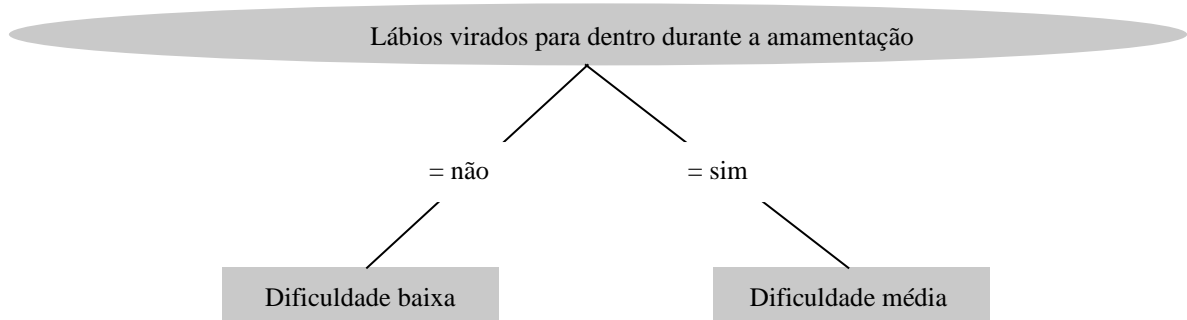 Lábios virados para dentro durante a amamentação
= não
= sim
Dificuldade baixa
Dificuldade média